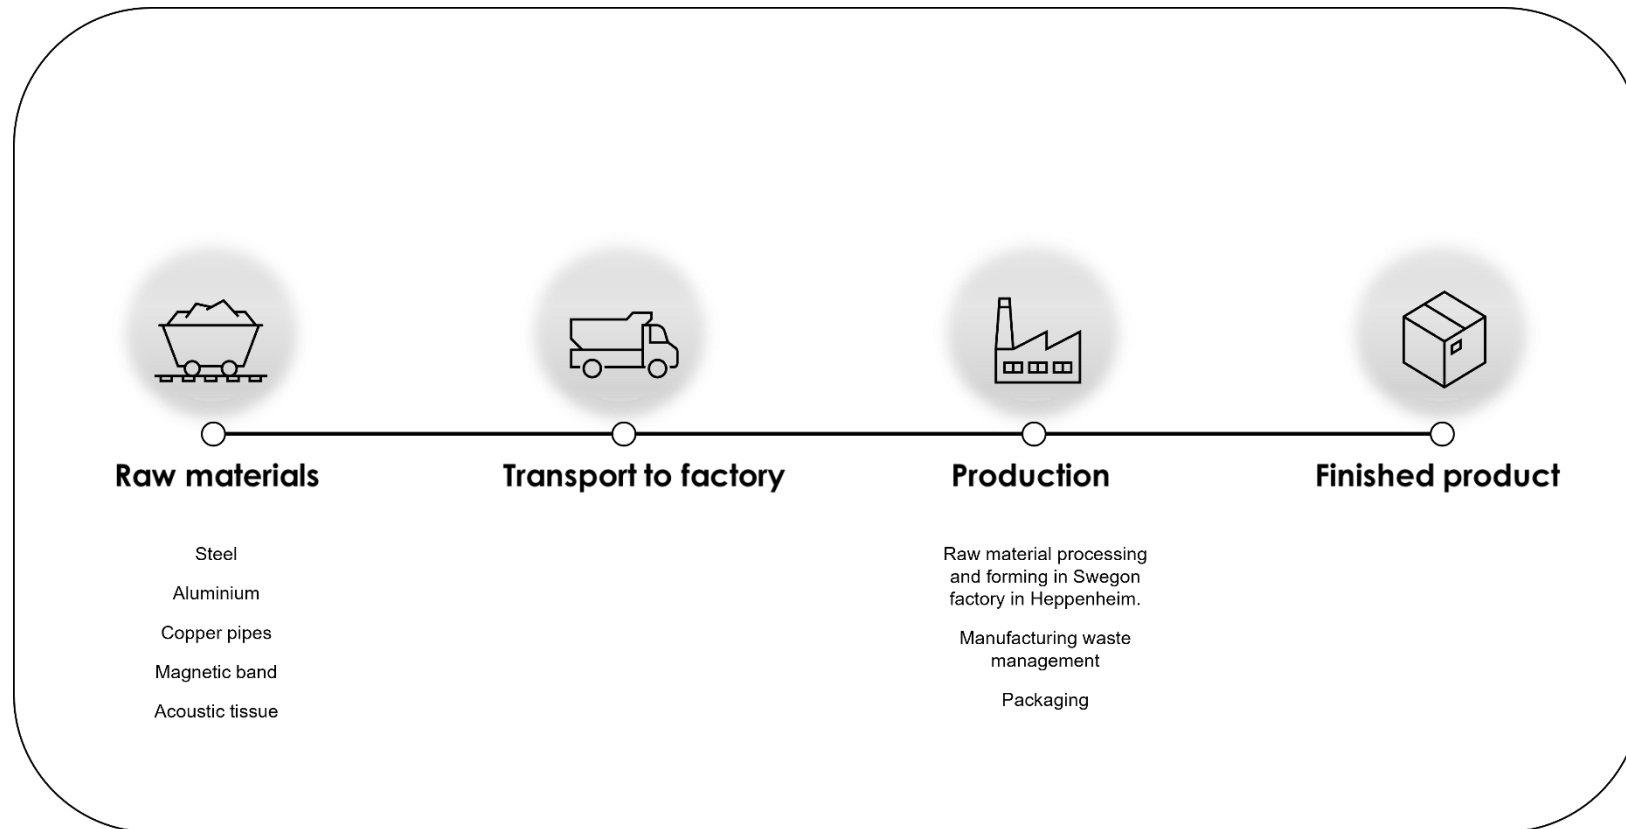 Raw materials
Transport to factory
Production
Finished product
Steel
Aluminium
Copper pipes
Magnetic band
Acoustic tissue
Raw material processing
and forming in Swegon
factory in Heppenheim.
Manufacturing waste
management
Packaging